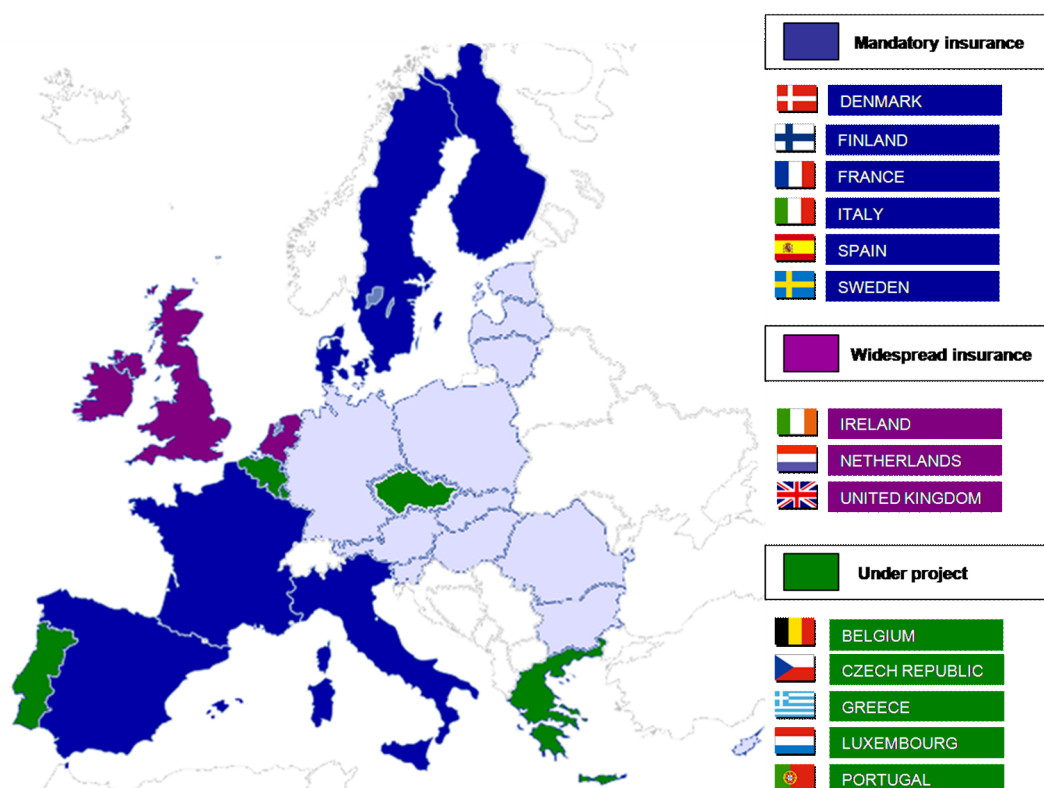 Mandatory insurance
DENMARK
FINLAND
FRANCE
ITALY
SPAIN
SWEDEN
Widespread insurance
IRELAND
NETHERLANDS
UNITED KINGDOM
Under project
BELGIUM
CZECH REPUBLIC
GREECE
LUXEMBOURG
PORTUGAL